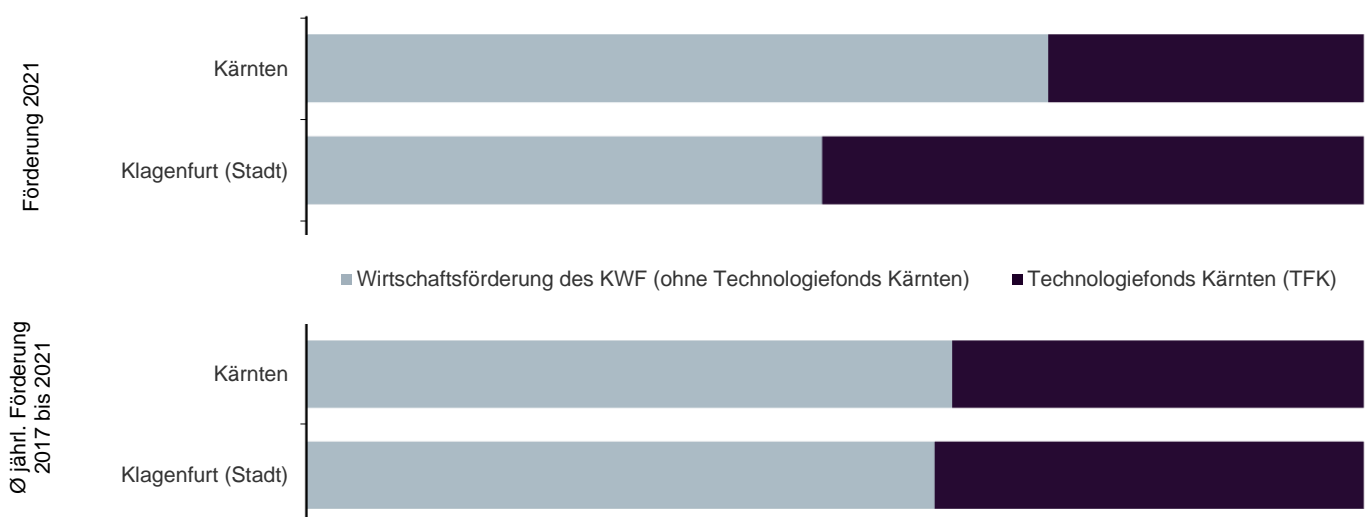 Förderung 2021
Kärnten
Klagenfurt (Stadt)
Wirtschaftsförderung des KWF (ohne Technologiefonds Kärnten) Technologiefonds Kärnten (TFK)
Ø jährl. Förderung
2017 bis 2021
Kärnten
Klagenfurt (Stadt)